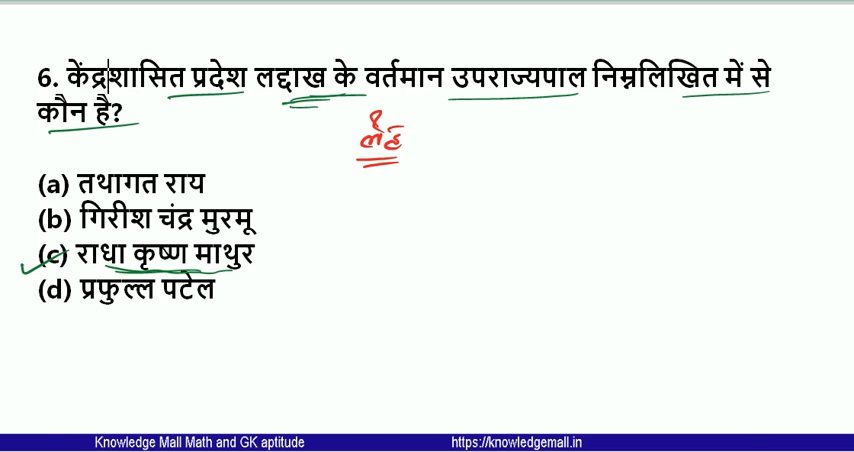 6. केंद्रशासित प्रदेश लद्दाख के वर्तमान उपराज्यपाल निम्नलिखित में से
कौन है?
लेह
(a) तथागत राय
(b) गिरीश चंद्र मुरमू
(c) राधा कृष्ण माथुर
(d) प्रफुल्ल पटेल
Knowledge Mall Math and GK aptitude https://knowledgemall.in